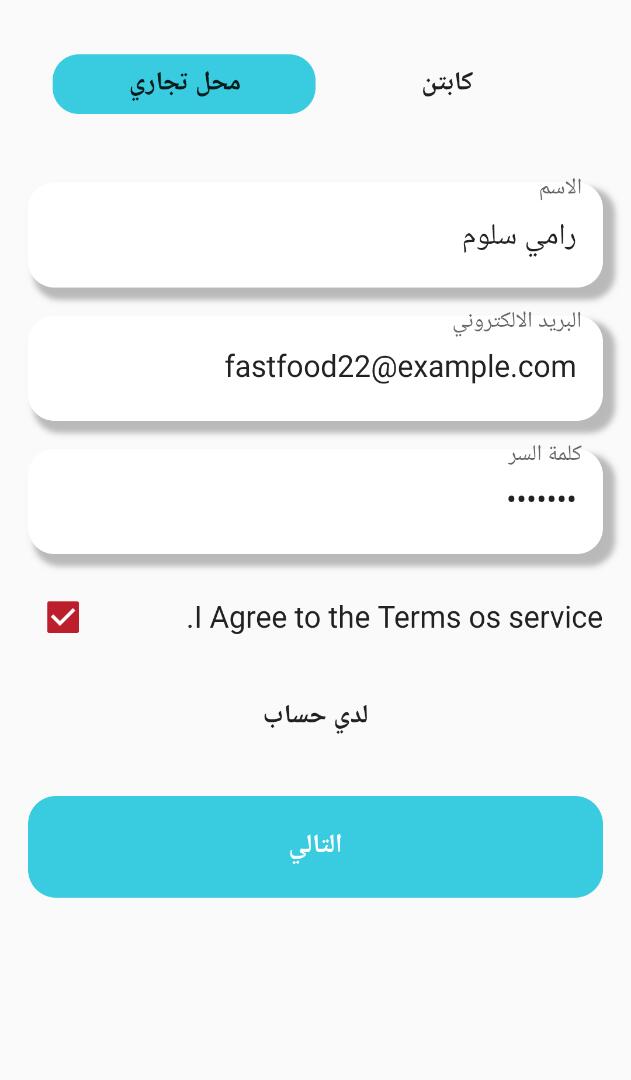 كابتن
محل تجاري
الاسم
رامي سلوم
البريد الالكتروني
fastfood22@example.com
كلمة السر
•••••••
.I Agree to the Terms os service
لدي حساب
التالي